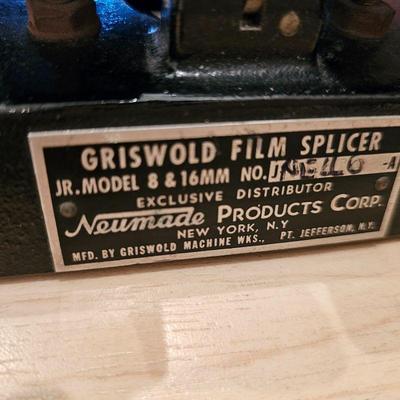 GRISWOLD FILM SPLICER
JR. MODEL 8 & 16MM NO. -A
EXCLUSIVE DISTRIBUTOR
Neumade PRODUCTS CORP.
NEW YORK, N.Y
MFD. BY GRISWOLD MACHINE WKS., PT. JEFFERSON, N.Y.